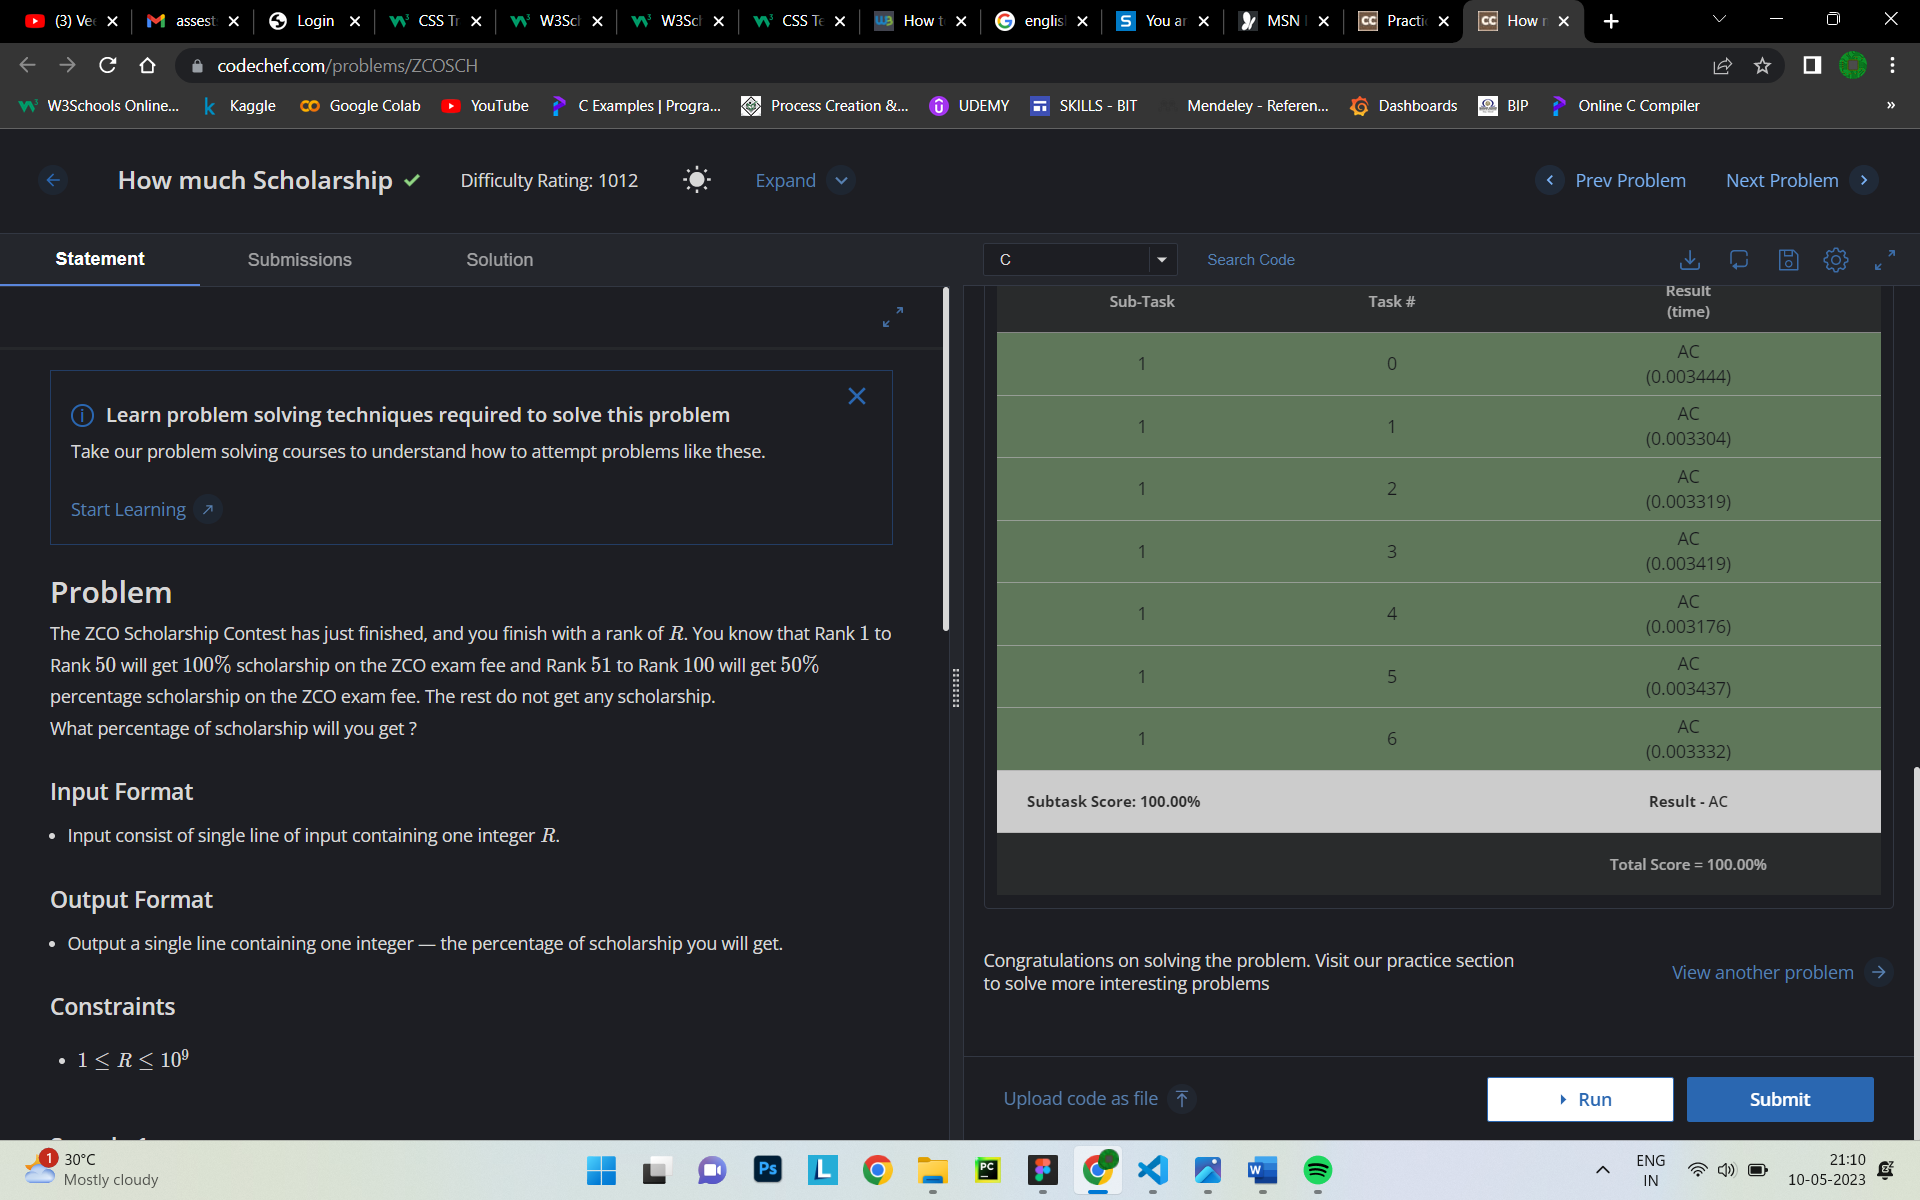 (3) Vee
assest
Login
CSS Tr
W3Sch
W3Sch
CSS Te
How to
englis
You ar
MSN
Practi
How m
codechef.com/problems/ZCOSCH
W3Schools Online...
Kaggle
Google Colab
YouTube
C Examples | Progra...
Process Creation &...
UDEMY
SKILLS - BIT
Mendeley - Referen...
Dashboards
BIP
Online C Compiler
»
How much Scholarship
Difficulty Rating: 1012
Expand
Prev Problem
Next Problem
Statement
Submissions
Solution
C
Search Code
Learn problem solving techniques required to solve this problem
Take our problem solving courses to understand how to attempt problems like these.
Start Learning
Problem
The ZCO Scholarship Contest has just finished, and you finish with a rank of R. You know that Rank 1 to
Rank 50 will get 100% scholarship on the ZCO exam fee and Rank 51 to Rank 100 will get 50%
percentage scholarship on the ZCO exam fee. The rest do not get any scholarship.
What percentage of scholarship will you get ?
Input Format
• Input consist of single line of input containing one integer R.
Output Format
• Output a single line containing one integer — the percentage of scholarship you will get.
Constraints
• 1 ≤ R ≤ 10⁹
Sub-Task Task # Result
(time)
1 0 AC
(0.003444)
1 1 AC
(0.003304)
1 2 AC
(0.003319)
1 3 AC
(0.003419)
1 4 AC
(0.003176)
1 5 AC
(0.003437)
1 6 AC
(0.003332)
Subtask Score: 100.00% Result - AC
Total Score = 100.00%
Congratulations on solving the problem. Visit our practice section
to solve more interesting problems
View another problem
Upload code as file
Run
Submit
1
30°C
Mostly cloudy
Ps
L
PC
W
ENG
IN
21:10
10-05-2023